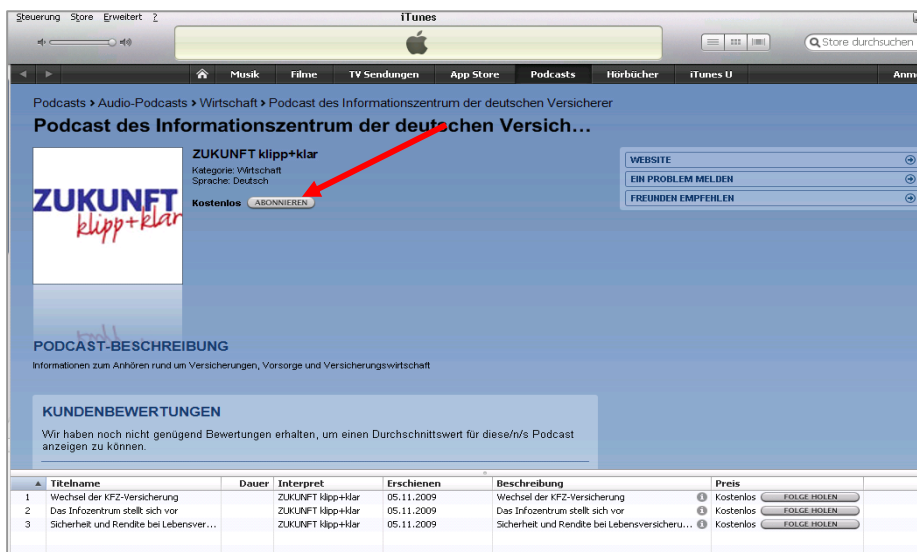 Steuerung Store Erweitert ?
iTunes
Store durchsuchen
Musik Filme TV Sendungen App Store Podcasts Hörbücher iTunes U
Podcasts > Audio-Podcasts > Wirtschaft > Podcast des Informationszentrum der deutschen Versicherer
Podcast des Informationszentrum der deutschen Versich...
ZUKUNFT klipp+klar
Kategorie: Wirtschaft
Sprache: Deutsch
Kostenlos ABONNIEREN
WEBSITE
EIN PROBLEM MELDEN
FREUNDEN EMPFEHLEN
ZUKUNFT
klipp+klar
PODCAST-BESCHREIBUNG
Informationen zum Anhören rund um Versicherungen, Vorsorge und Versicherungswirtschaft
KUNDENBEWERTUNGEN
Wir haben noch nicht genügend Bewertungen erhalten, um einen Durchschnittswert für diese/n/s Podcast
anzeigen zu können.
Titelname Dauer Interpret Erschienen Beschreibung Preis
1 Wechsel der KFZ-Versicherung ZUKUNFT klipp+klar 05.11.2009 Wechsel der KFZ-Versicherung Kostenlos FOLGE HOLEN
2 Das Infozentrum stellt sich vor ZUKUNFT klipp+klar 05.11.2009 Das Infozentrum stellt sich vor Kostenlos FOLGE HOLEN
3 Sicherheit und Rendite bei Lebensver... ZUKUNFT klipp+klar 05.11.2009 Sicherheit und Rendite bei Lebensversicheru... Kostenlos FOLGE HOLEN